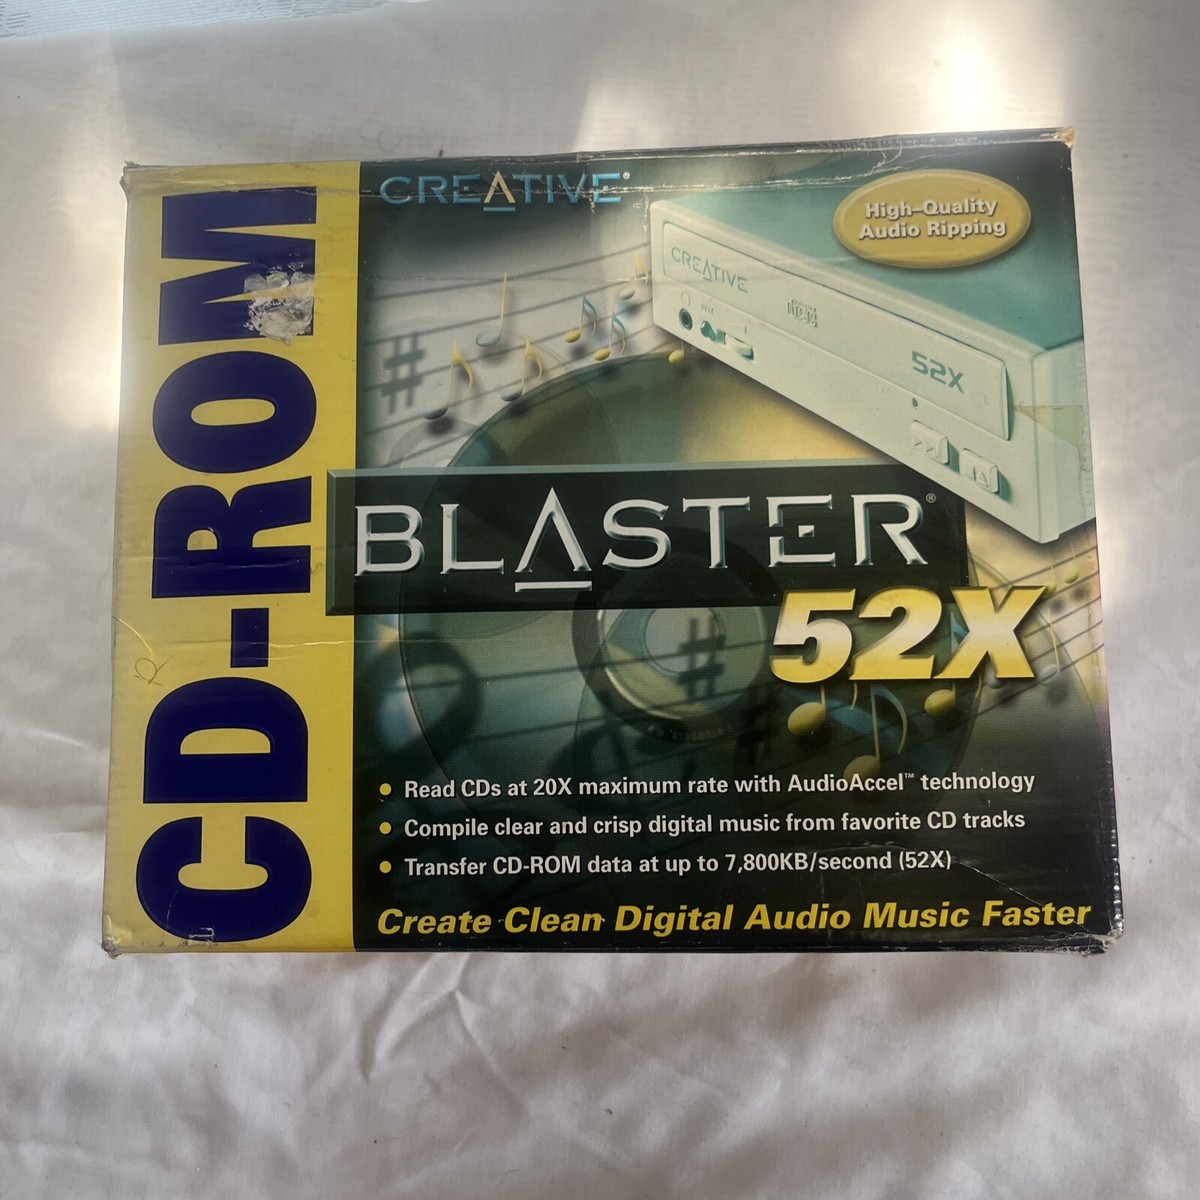 CD-ROM
CREATIVE®
High-Quality
Audio Ripping
CREATIVE
52X
BLASTER®
52X
• Read CDs at 20X maximum rate with AudioAccel™ technology
• Compile clear and crisp digital music from favorite CD tracks
• Transfer CD-ROM data at up to 7,800KB/second (52X)
Create Clean Digital Audio Music Faster